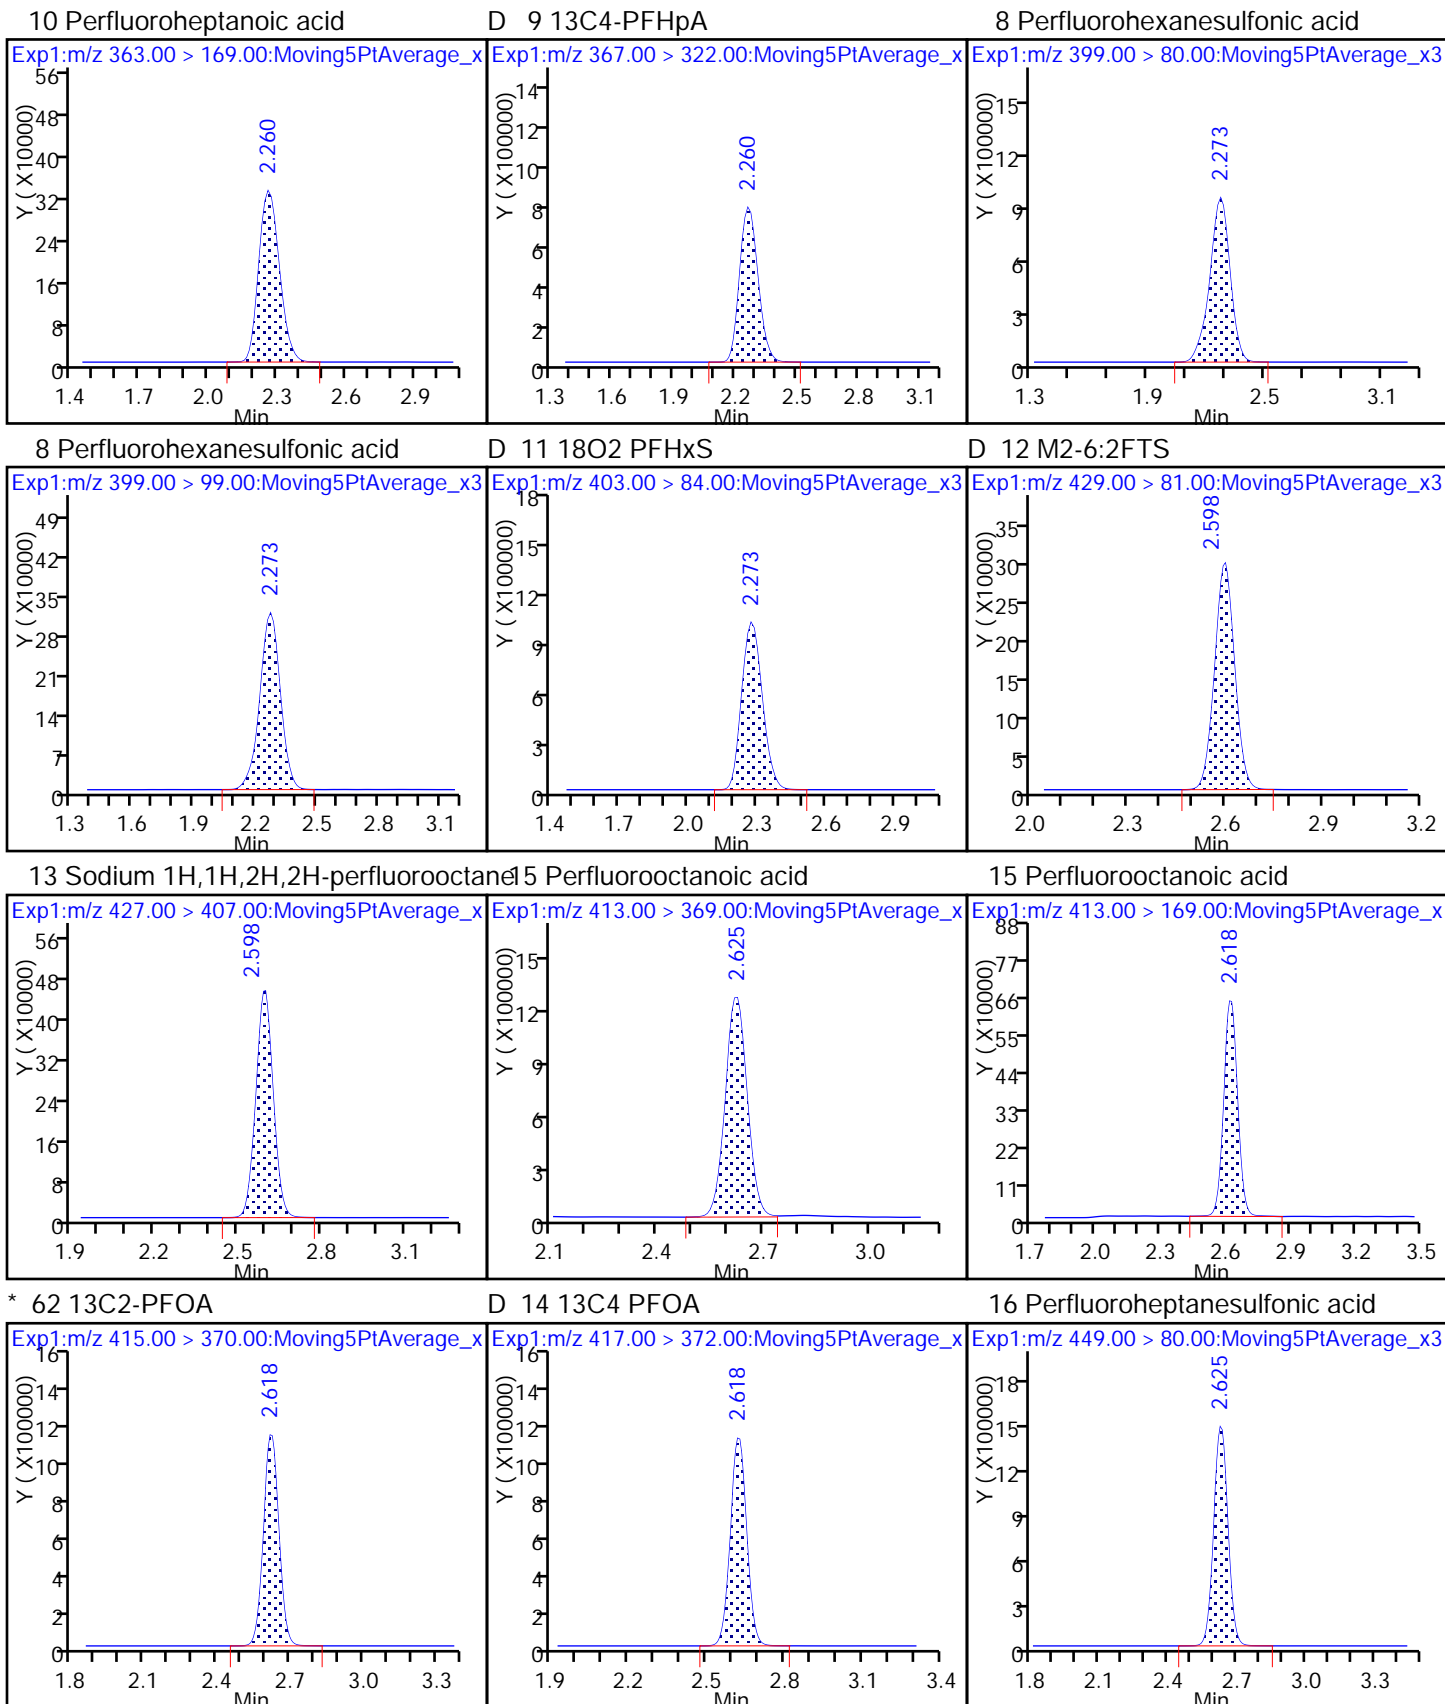 10 Perfluoroheptanoic acid
Exp1:m/z 363.00 > 169.00:Moving5PtAverage_x
Y ( X100000)
56
48
40
32
24
16
8
0
2.260
1.4 1.7 2.0 2.3 2.6 2.9
Min
D 9 13C4-PFHpA
Exp1:m/z 367.00 > 322.00:Moving5PtAverage_x
Y ( X100000)
14
12
10
8
6
4
2
0
2.260
1.3 1.6 1.9 2.2 2.5 2.8 3.1
Min
8 Perfluorohexanesulfonic acid
Exp1:m/z 399.00 > 80.00:Moving5PtAverage_x3
Y ( X100000)
15
12
9
6
3
0
2.273
1.3 1.9 2.5 3.1
Min
8 Perfluorohexanesulfonic acid
Exp1:m/z 399.00 > 99.00:Moving5PtAverage_x3
Y ( X10000)
49
42
35
28
21
14
7
0
2.273
1.3 1.6 1.9 2.2 2.5 2.8 3.1
Min
D 11 18O2 PFHxS
Exp1:m/z 403.00 > 84.00:Moving5PtAverage_x3
Y ( X100000)
18
15
12
9
6
3
0
2.273
1.4 1.7 2.0 2.3 2.6 2.9
Min
D 12 M2-6:2FTS
Exp1:m/z 429.00 > 81.00:Moving5PtAverage_x3
Y ( X10000)
35
30
25
20
15
10
5
0
2.598
2.0 2.3 2.6 2.9 3.2
Min
13 Sodium 1H,1H,2H,2H-perfluorooctane
Exp1:m/z 427.00 > 407.00:Moving5PtAverage_x
Y ( X10000)
56
48
40
32
24
16
8
0
2.598
1.9 2.2 2.5 2.8 3.1
Min
15 Perfluorooctanoic acid
Exp1:m/z 413.00 > 369.00:Moving5PtAverage_x
Y ( X100000)
15
12
9
6
3
0
2.625
2.1 2.4 2.7 3.0
Min
15 Perfluorooctanoic acid
Exp1:m/z 413.00 > 169.00:Moving5PtAverage_x
Y ( X10000)
88
77
66
55
44
33
22
11
0
2.618
1.7 2.0 2.3 2.6 2.9 3.2 3.5
Min
* 62 13C2-PFOA
Exp1:m/z 415.00 > 370.00:Moving5PtAverage_x
Y ( X100000)
16
14
12
10
8
6
4
2
0
2.618
1.8 2.1 2.4 2.7 3.0 3.3
Min
D 14 13C4 PFOA
Exp1:m/z 417.00 > 372.00:Moving5PtAverage_x
Y ( X100000)
16
14
12
10
8
6
4
2
0
2.618
1.9 2.2 2.5 2.8 3.1 3.4
Min
16 Perfluoroheptanesulfonic acid
Exp1:m/z 449.00 > 80.00:Moving5PtAverage_x3
Y ( X100000)
18
15
12
9
6
3
0
2.625
1.8 2.1 2.4 2.7 3.0 3.3
Min